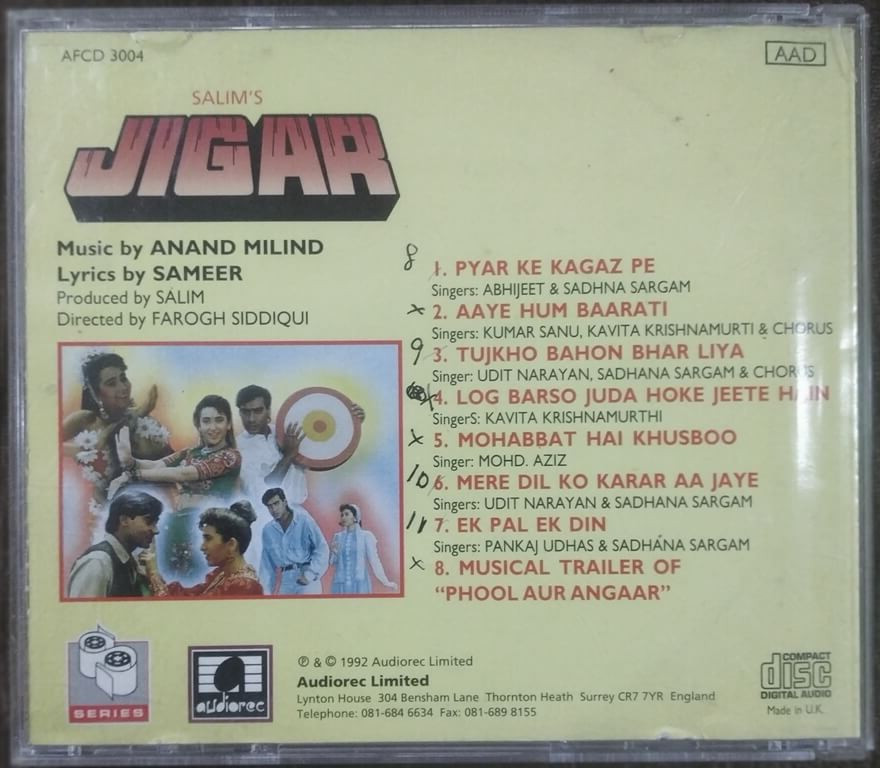 AFCD 3004
AAD
SALIM'S
JIGAR
Music by ANAND MILIND
Lyrics by SAMEER
Produced by SALIM
Directed by FAROGH SIDDIQUI
8 1. PYAR KE KAGAZ PE
Singers: ABHIJEET & SADHNA SARGAM
x 2. AAYE HUM BAARATI
Singers: KUMAR SANU, KAVITA KRISHNAMURTI & CHORUS
9 3. TUJKHO BAHON BHAR LIYA
Singer: UDIT NARAYAN, SADHANA SARGAM & CHORUS
x 4. LOG BARSO JUDA HOKE JEETE HAIN
SingerS: KAVITA KRISHNAMURTHI
x 5. MOHABBAT HAI KHUSBOO
Singer: MOHD. AZIZ
10 6. MERE DIL KO KARAR AA JAYE
Singers: UDIT NARAYAN & SADHANA SARGAM
11 7. EK PAL EK DIN
Singers: PANKAJ UDHAS & SADHANA SARGAM
x 8. MUSICAL TRAILER OF
"PHOOL AUR ANGAAR"
SERIES
audiorec
℗ & © 1992 Audiorec Limited
Audiorec Limited
Lynton House 304 Bensham Lane Thornton Heath Surrey CR7 7YR England
Telephone: 081-684 6634 Fax: 081-689 8155
COMPACT
disc
DIGITAL AUDIO
Made in U.K.